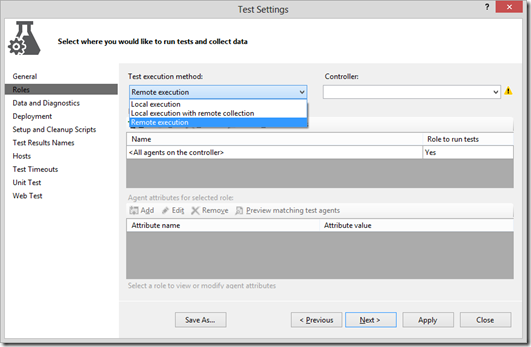 Test Settings
?
Select where you would like to run tests and collect data
General
Roles
Data and Diagnostics
Deployment
Setup and Cleanup Scripts
Test Results Names
Hosts
Test Timeouts
Unit Test
Web Test
Test execution method:
Controller:
Remote execution
Local execution
Local execution with remote collection
Remote execution
Name
Role to run tests
<All agents on the controller>
Yes
Agent attributes for selected role:
Add
Edit
Remove
Preview matching test agents
Attribute name
Attribute value
Select a role to view or modify agent attributes
Save As...
< Previous
Next >
Apply
Close